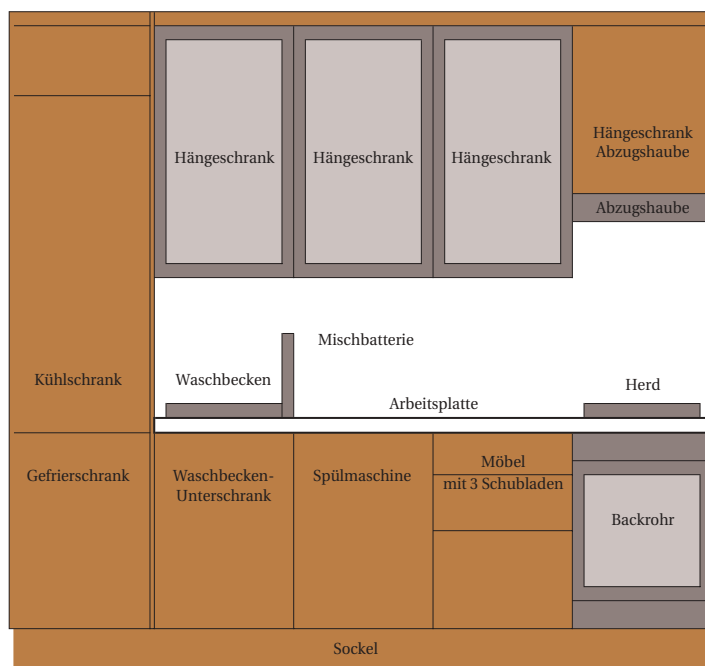 Hängeschrank
Hängeschrank
Hängeschrank
Hängeschrank
Abzugshaube
Abzugshaube
Mischbatterie
Kühlschrank
Waschbecken
Herd
Arbeitsplatte
Gefrierschrank
Waschbecken-
Unterschrank
Spülmaschine
Möbel
mit 3 Schubladen
Backrohr
Sockel